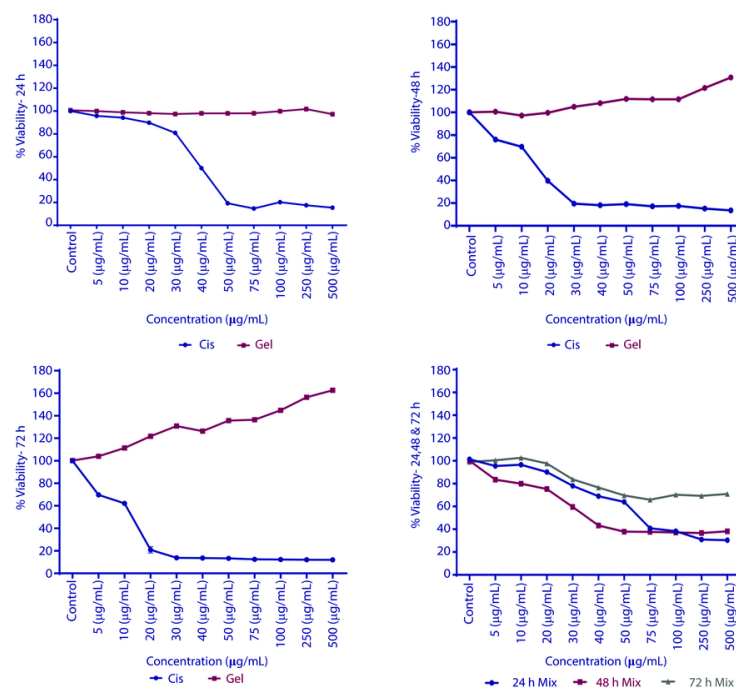 % Viability- 24 h
180
160
140
120
100
80
60
40
20
0
Control
5 (μg/mL)
10 (μg/mL)
20 (μg/mL)
30 (μg/mL)
40 (μg/mL)
50 (μg/mL)
75 (μg/mL)
100 (μg/mL)
250 (μg/mL)
500 (μg/mL)
Concentration (μg/mL)
Cis Gel
% Viability-48 h
180
160
140
120
100
80
60
40
20
0
Control
5 (μg/mL)
10 (μg/mL)
20 (μg/mL)
30 (μg/mL)
40 (μg/mL)
50 (μg/mL)
75 (μg/mL)
100 (μg/mL)
250 (μg/mL)
500 (μg/mL)
Concentration (μg/mL)
Cis Gel
% Viability- 72 h
180
160
140
120
100
80
60
40
20
0
Control
5 (μg/mL)
10 (μg/mL)
20 (μg/mL)
30 (μg/mL)
40 (μg/mL)
50 (μg/mL)
75 (μg/mL)
100 (μg/mL)
250 (μg/mL)
500 (μg/mL)
Concentration (μg/mL)
Cis Gel
% Viability- 24,48 & 72 h
180
160
140
120
100
80
60
40
20
0
Control
5 (μg/mL)
10 (μg/mL)
20 (μg/mL)
30 (μg/mL)
40 (μg/mL)
50 (μg/mL)
75 (μg/mL)
100 (μg/mL)
250 (μg/mL)
500 (μg/mL)
Concentration (μg/mL)
24 h Mix 48 h Mix 72 h Mix